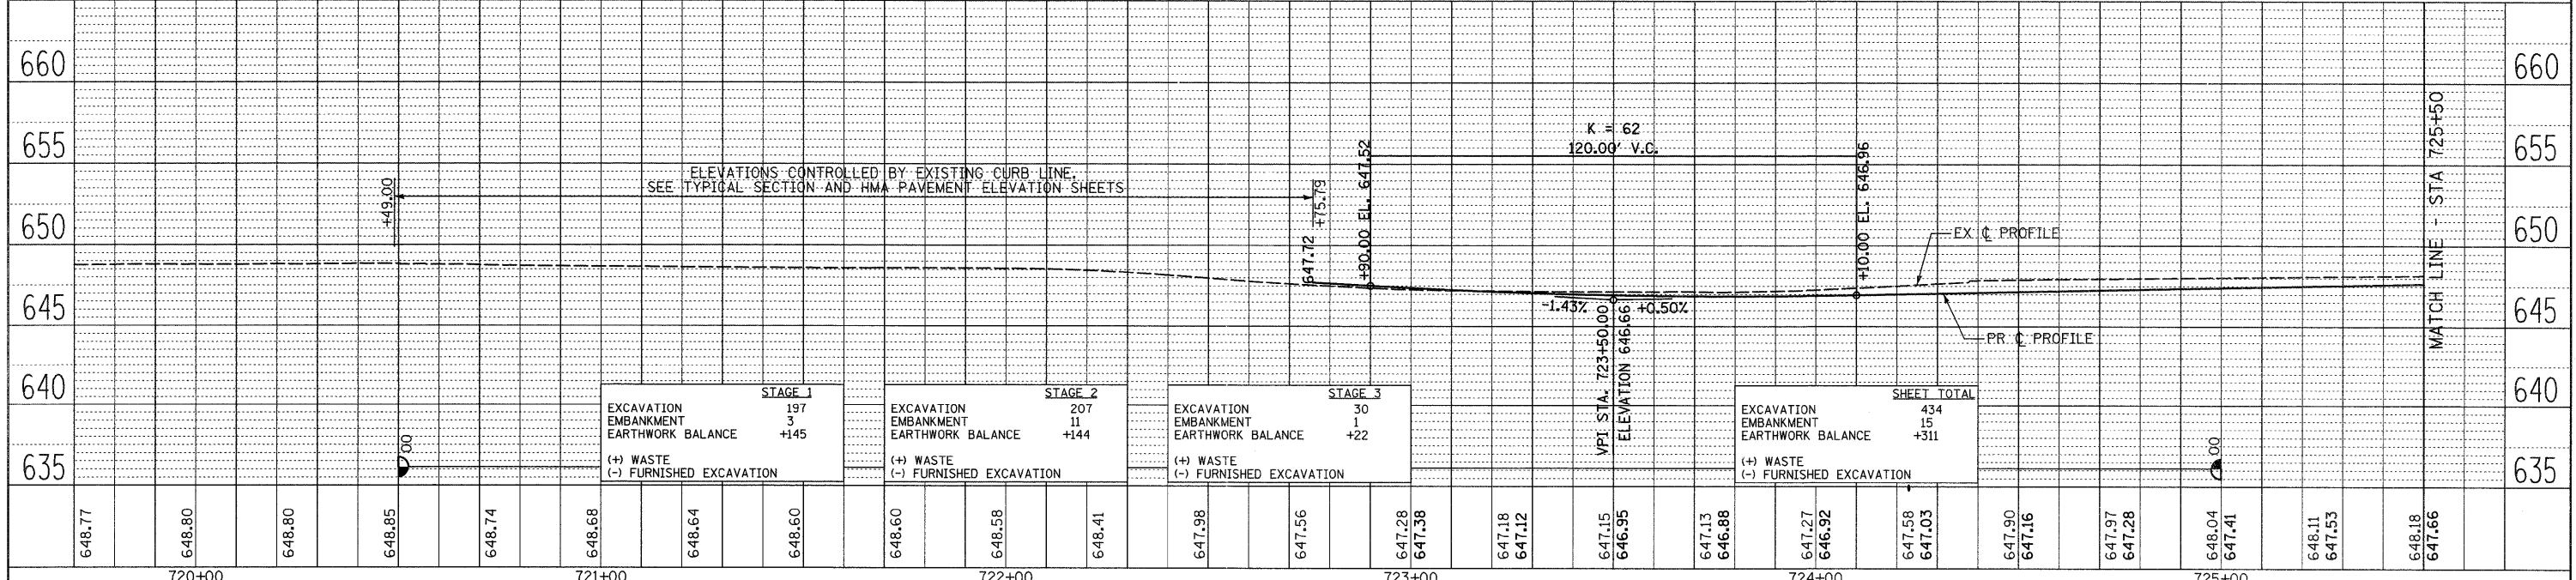 660
655
650
645
640
635
660
655
650
645
640
635
+49.00
ELEVATIONS CONTROLLED BY EXISTING CURB LINE.
SEE TYPICAL SECTION AND HMA PAVEMENT ELEVATION SHEETS
+75.79
647.72
+90.00 EL. 647.52
K = 62
120.00' V.C.
+10.00 EL. 646.96
-1.43%
+0.50%
VPI STA. 723+50.00
ELEVATION 646.66
EX ℄ PROFILE
PR ℄ PROFILE
MATCH LINE - STA 725+50
STAGE 1
EXCAVATION 197
EMBANKMENT 3
EARTHWORK BALANCE +145
(+) WASTE
(-) FURNISHED EXCAVATION
STAGE 2
EXCAVATION 207
EMBANKMENT 11
EARTHWORK BALANCE +144
(+) WASTE
(-) FURNISHED EXCAVATION
STAGE 3
EXCAVATION 30
EMBANKMENT 1
EARTHWORK BALANCE +22
(+) WASTE
(-) FURNISHED EXCAVATION
SHEET TOTAL
EXCAVATION 434
EMBANKMENT 15
EARTHWORK BALANCE +311
(+) WASTE
(-) FURNISHED EXCAVATION
00
00
648.77
648.80
648.80
648.85
648.74
648.68
648.64
648.60
648.60
648.58
648.41
647.98
647.56
647.28
647.38
647.18
647.12
647.15
646.95
647.13
646.88
647.27
646.92
647.58
647.03
647.90
647.16
647.97
647.28
648.04
647.41
648.11
647.53
648.18
647.66
720+00
721+00
722+00
723+00
724+00
725+00